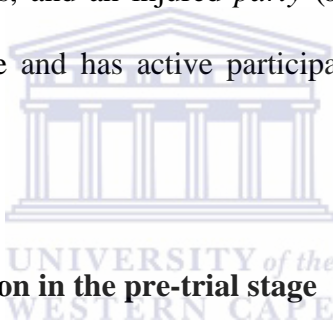 and an injured party (s
e and has active participa
UNIVERSITY of the
on in the pre-trial stage
WESTERN CAPE